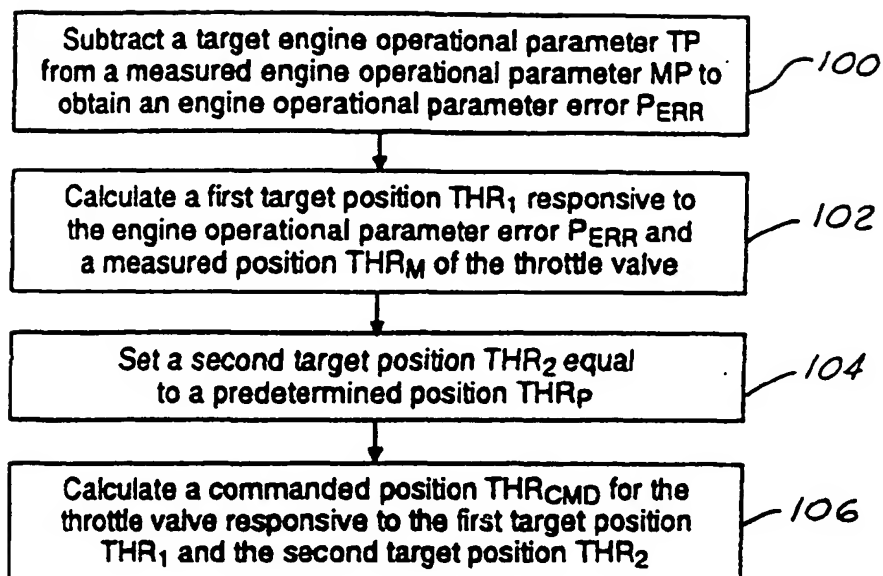 Subtract a target engine operational parameter TP
from a measured engine operational parameter MP to
obtain an engine operational parameter error PERR
100
Calculate a first target position THR1 responsive to
the engine operational parameter error PERR and
a measured position THRM of the throttle valve
102
Set a second target position THR2 equal
to a predetermined position THRP
104
Calculate a commanded position THRCMD for the
throttle valve responsive to the first target position
THR1 and the second target position THR2
106